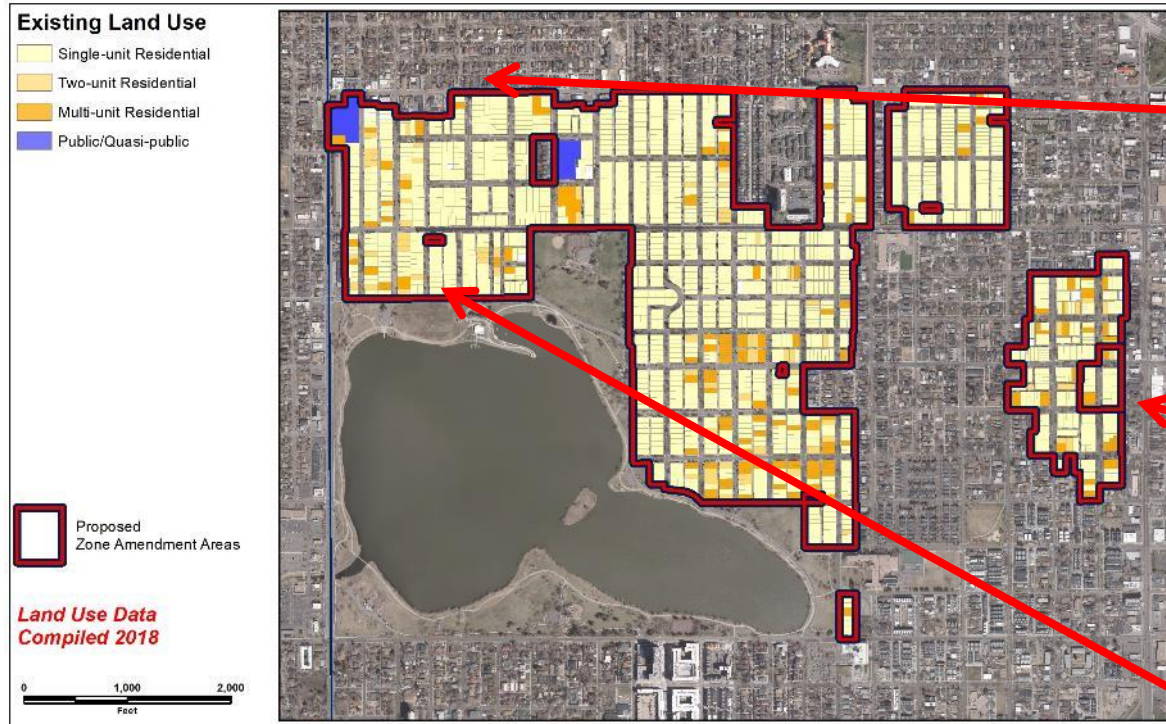 Existing Land Use
Single-unit Residential
Two-unit Residential
Multi-unit Residential
Public/Quasi-public
Proposed
Zone Amendment Areas
Land Use Data
Compiled 2018
0 1,000 2,000
Feet